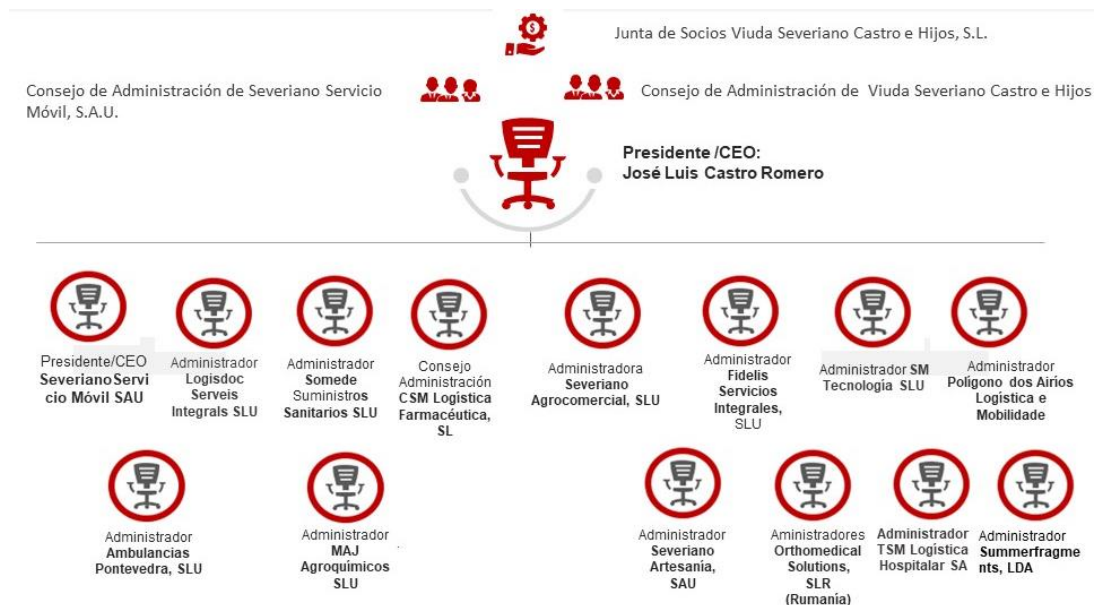 Junta de Socios Viuda Severiano Castro e Hijos, S.L.
Consejo de Administración de Severiano Servicio
Móvil, S.A.U.
Consejo de Administración de Viuda Severiano Castro e Hijos
Presidente /CEO:
José Luis Castro Romero
Presidente/CEO
Severiano Servi
cio Móvil SAU
Administrador
Logisdoc
Serveis
Integrals SLU
Administrador
Somede
Suministros
Sanitarios SLU
Consejo
Administración
CSM Logística
Farmacéutica,
SL
Administradora
Severiano
Agrocomercial, SLU
Administrador
Fidelis
Servicios
Integrales,
SLU
Administrador SM
Tecnología SLU
Administrador
Polígono dos Airíos
Logística e
Mobilidade
Administrador
Ambulancias
Pontevedra, SLU
Administrador
MAJ
Agroquímicos
SLU
Administrador
Severiano
Artesanía,
SAU
Aministradores
Orthomedical
Solutions,
SLR
(Rumanía)
Administrador
TSM Logística
Hospitalar SA
Administrador
Summerfragme
nts, LDA